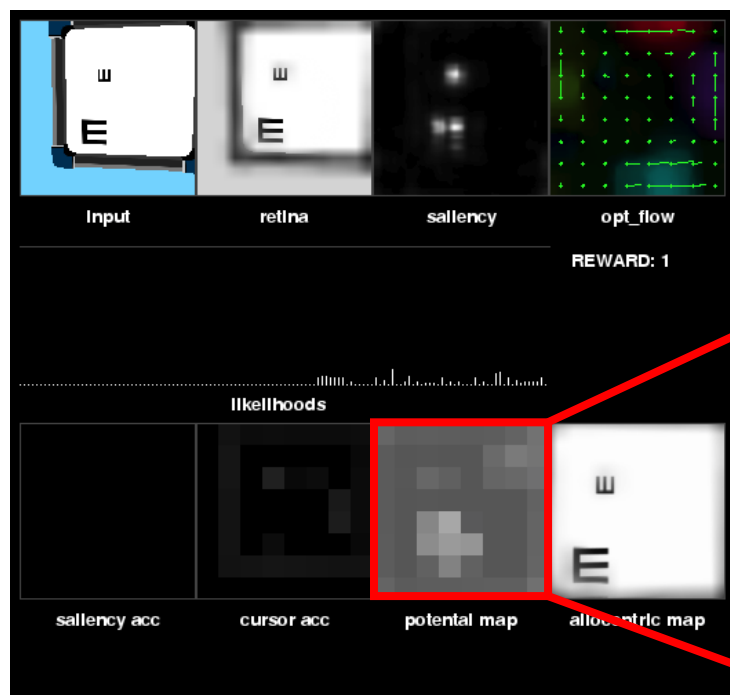 E
E
E
E
input
retina
saliency
opt_flow
REWARD: 1
likelihoods
E
E
saliency acc
cursor acc
potental map
allocentric map